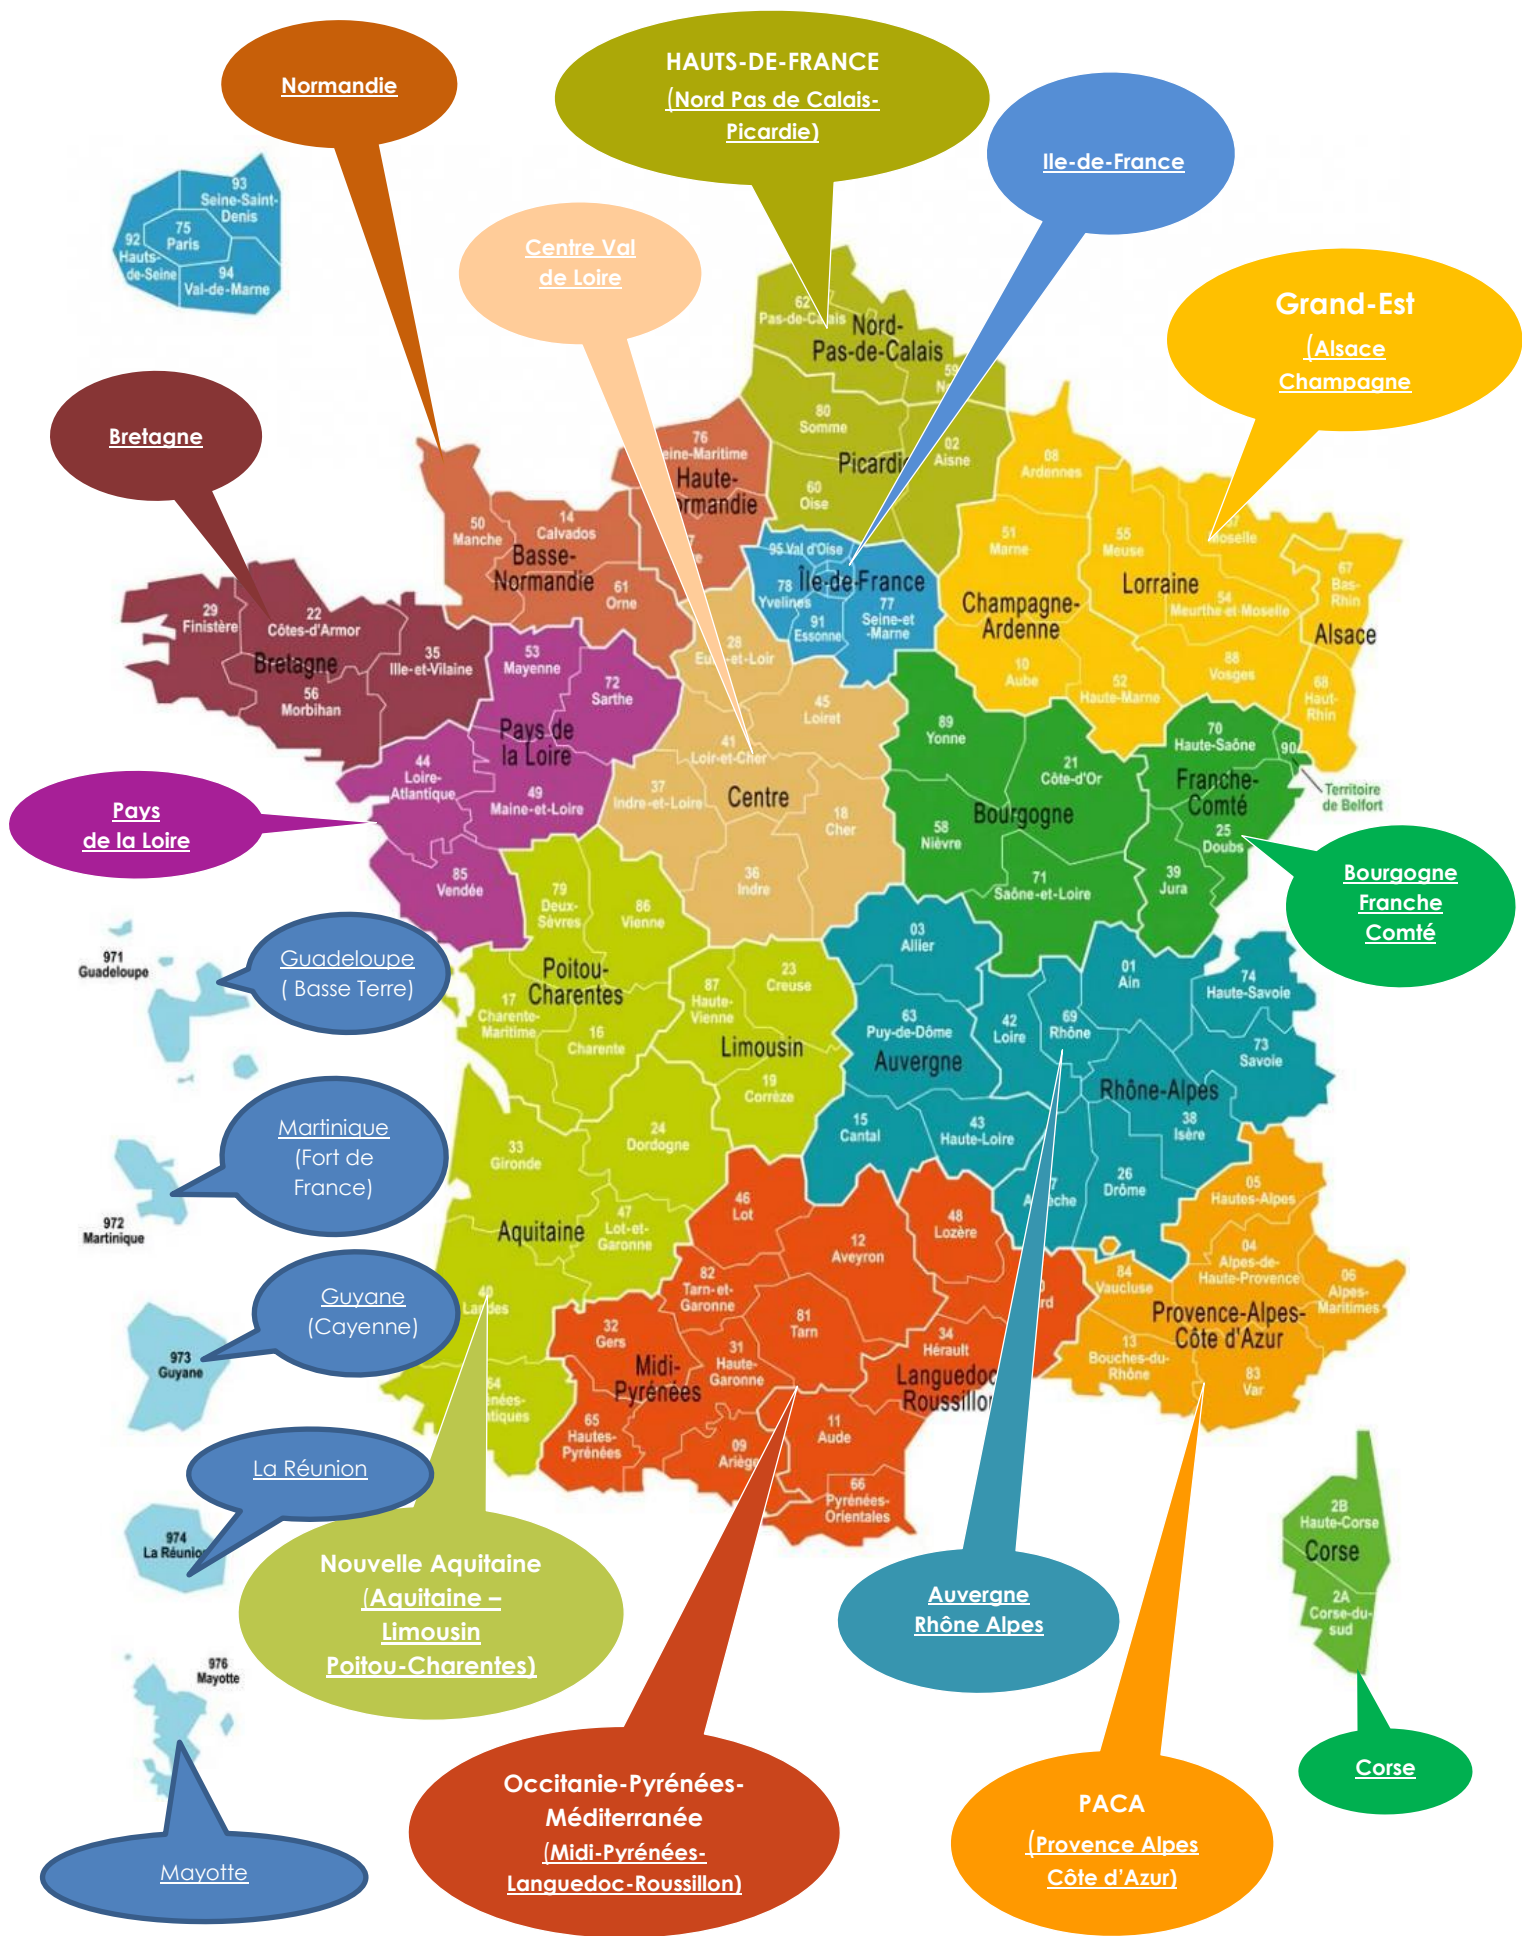 Normandie
HAUTS-DE-FRANCE
(Nord Pas de Calais-
Picardie)
Ile-de-France
Centre Val
de Loire
Grand-Est
(Alsace
Champagne
Bretagne
Pays
de la Loire
Bourgogne
Franche
Comté
Guadeloupe
( Basse Terre)
Martinique
(Fort de
France)
Guyane
(Cayenne)
La Réunion
Mayotte
Nouvelle Aquitaine
(Aquitaine –
Limousin
Poitou-Charentes)
Occitanie-Pyrénées-
Méditerranée
(Midi-Pyrénées-
Languedoc-Roussillon)
Auvergne
Rhône Alpes
PACA
(Provence Alpes
Côte d'Azur)
Corse
93
Seine-Saint-
Denis
75
Paris
92
Hauts-
de-Seine
94
Val-de-Marne
62
Pas-de-Calais
Nord-
Pas-de-Calais
59
80
Somme
02
Aisne
Picardie
60
Oise
76
Haute-
50
Manche
14
Calvados
Basse-
Normandie
61
Orne
95 Val d'Oise
Île-de-France
78
Yvelines
91
Essonne
77
Seine-et
-Marne
08
Ardennes
51
Marne
Champagne-
Ardenne
10
Aube
52
Haute-Marne
55
Meuse
Moselle
Lorraine
54
Meurthe et Moselle
88
Vosges
67
Bas-
Rhin
Alsace
68
Haut-
Rhin
29
Finistère
22
Côtes-d'Armor
Bretagne
35
Ille-et-Vilaine
56
Morbihan
53
Mayenne
72
Sarthe
Pays de
la Loire
44
Loire-
Atlantique
49
Maine-et-Loire
85
Vendée
28
Eure-et-Loir
45
Loiret
41
Loir-et-Cher
37
Indre-et-Loire
Centre
18
Cher
36
Indre
89
Yonne
21
Côte-d'Or
Bourgogne
58
Nièvre
71
Saône-et-Loire
70
Haute-Saône
90
Territoire
de Belfort
Franche-
Comté
25
Doubs
39
Jura
79
Deux-
Sèvres
86
Vienne
Poitou-
Charentes
17
Charente-
Maritime
16
Charente
87
Haute-
Vienne
23
Creuse
Limousin
19
Corrèze
03
Allier
63
Puy-de-Dôme
Auvergne
15
Cantal
43
Haute-Loire
42
Loire
69
Rhône
01
Ain
74
Haute-Savoie
73
Savoie
Rhône-Alpes
38
Isère
26
Drôme
33
Gironde
24
Dordogne
Aquitaine
47
Lot-et-
Garonne
40
Landes
64
46
Lot
12
Aveyron
48
Lozère
82
Tarn-et-
Garonne
81
Tarn
32
Gers
31
Haute-
Garonne
Midi-
Pyrénées
65
Hautes-
Pyrénées
09
Ariège
34
Hérault
Languedoc
Roussillon
11
Aude
66
Pyrénées-
Orientales
05
Hautes-Alpes
04
Alpes-de-
Haute-Provence
06
Alpes-
Maritimes
84
Vaucluse
Provence-Alpes-
Côte d'Azur
13
Bouches-du-
Rhône
83
Var
2B
Haute-Corse
Corse
2A
Corse-du-
sud
971
Guadeloupe
972
Martinique
973
Guyane
974
La Réunion
976
Mayotte